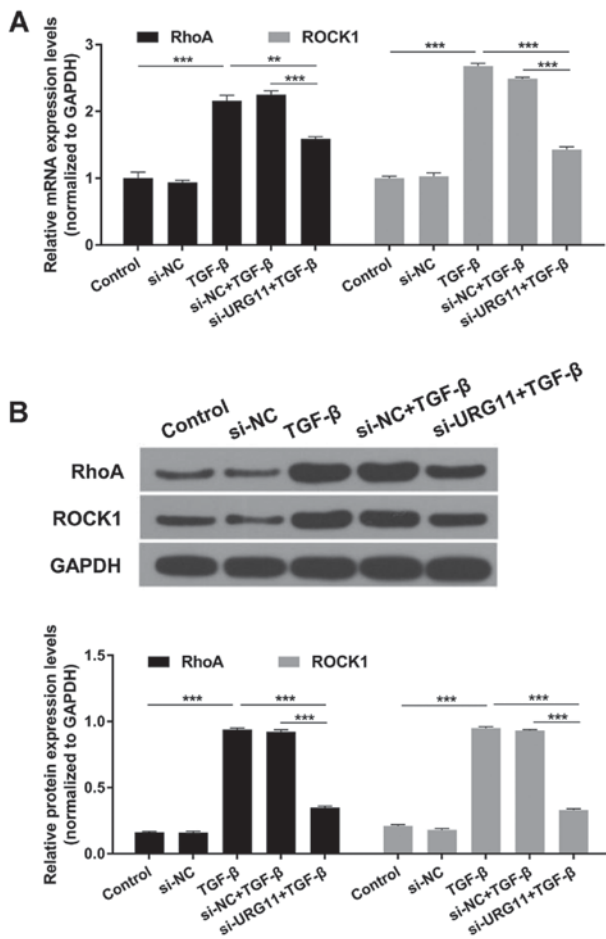 A
Relative mRNA expression levels
(normalized to GAPDH)
3
2
1
0
RhoA
ROCK1
***
**
***
***
***
***
Control
si-NC
TGF-β
si-NC+TGF-β
si-URG11+TGF-β
Control
si-NC
TGF-β
si-NC+TGF-β
si-URG11+TGF-β
B
Control
si-NC
TGF-β
si-NC+TGF-β
si-URG11+TGF-β
RhoA
ROCK1
GAPDH
Relative protein expression levels
(normalized to GAPDH)
1.5
1.0
0.5
0.0
RhoA
ROCK1
***
***
***
***
***
***
Control
si-NC
TGF-β
si-NC+TGF-β
si-URG11+TGF-β
Control
si-NC
TGF-β
si-NC+TGF-β
si-URG11+TGF-β